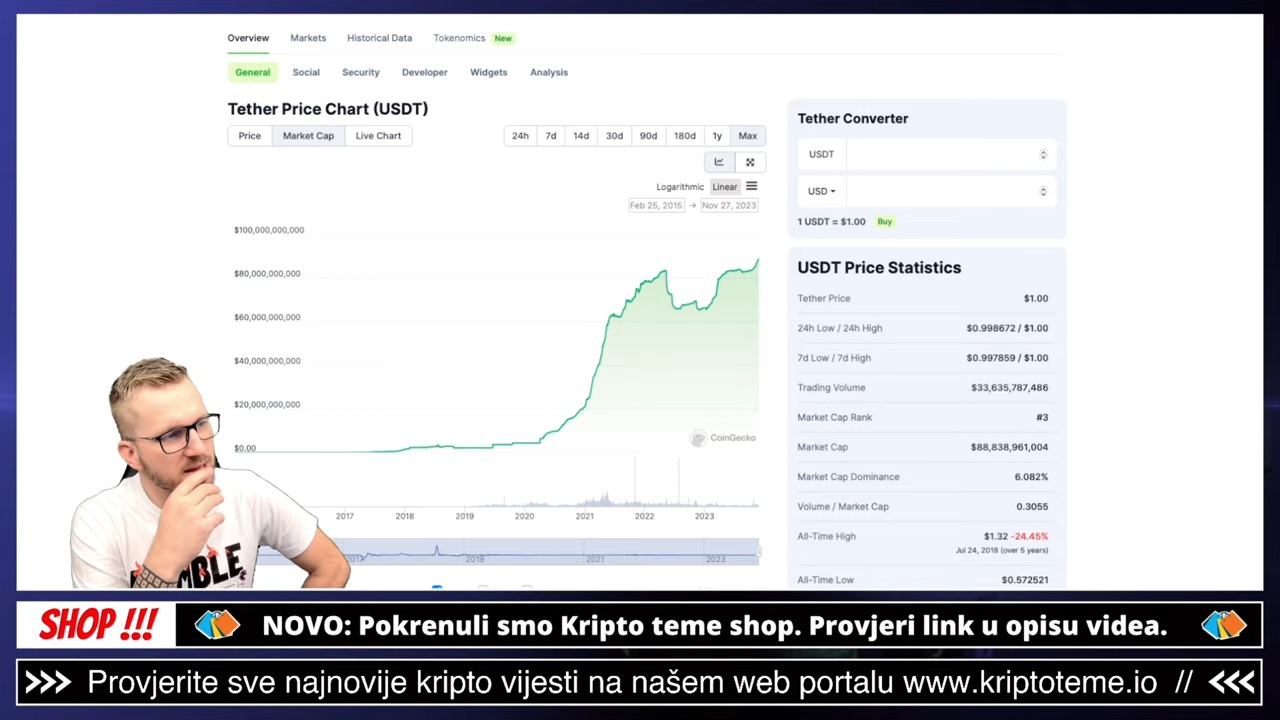 Overview Markets Historical Data Tokenomics New
General Social Security Developer Widgets Analysis
Tether Price Chart (USDT)
Price Market Cap Live Chart 24h 7d 14d 30d 90d 180d 1y Max
Logarithmic Linear
Feb 25, 2015 → Nov 27, 2023
$100,000,000,000
$80,000,000,000
$60,000,000,000
$40,000,000,000
$20,000,000,000
$0.00
CoinGecko
2017 2018 2019 2020 2021 2022 2023
2019 2021 2023
Tether Converter
USDT
USD
1 USDT = $1.00 Buy
USDT Price Statistics
Tether Price $1.00
24h Low / 24h High $0.998672 / $1.00
7d Low / 7d High $0.997859 / $1.00
Trading Volume $33,635,787,486
Market Cap Rank #3
Market Cap $88,838,961,004
Market Cap Dominance 6.082%
Volume / Market Cap 0.3055
All-Time High $1.32 -24.45%
Jul 24, 2018 (over 5 years)
All-Time Low $0.572521
SHOP !!! NOVO: Pokrenuli smo Kripto teme shop. Provjeri link u opisu videa.
>>> Provjerite sve najnovije kripto vijesti na našem web portalu www.kriptoteme.io // <<<